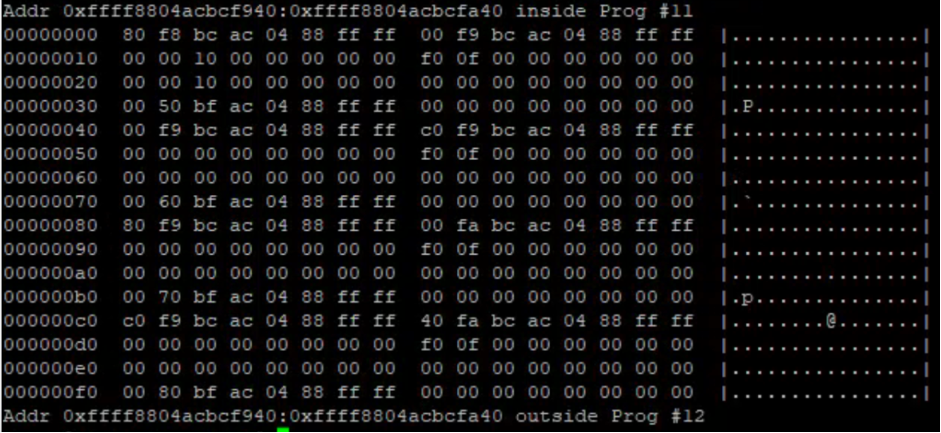 Addr 0xffff8804acbcf940:0xffff8804acbcfa40 inside Prog #11
00000000  80 f8 bc ac 04 88 ff ff  00 f9 bc ac 04 88 ff ff  |................|
00000010  00 00 10 00 00 00 00 00  f0 0f 00 00 00 00 00 00  |................|
00000020  00 00 10 00 00 00 00 00  00 00 00 00 00 00 00 00  |................|
00000030  00 50 bf ac 04 88 ff ff  00 00 00 00 00 00 00 00  |.P..............|
00000040  00 f9 bc ac 04 88 ff ff  c0 f9 bc ac 04 88 ff ff  |................|
00000050  00 00 00 00 00 00 00 00  f0 0f 00 00 00 00 00 00  |................|
00000060  00 00 00 00 00 00 00 00  00 00 00 00 00 00 00 00  |................|
00000070  00 60 bf ac 04 88 ff ff  00 00 00 00 00 00 00 00  |.`..............|
00000080  80 f9 bc ac 04 88 ff ff  00 fa bc ac 04 88 ff ff  |................|
00000090  00 00 00 00 00 00 00 00  f0 0f 00 00 00 00 00 00  |................|
000000a0  00 00 00 00 00 00 00 00  00 00 00 00 00 00 00 00  |................|
000000b0  00 70 bf ac 04 88 ff ff  00 00 00 00 00 00 00 00  |.p..............|
000000c0  c0 f9 bc ac 04 88 ff ff  40 fa bc ac 04 88 ff ff  |........@.......|
000000d0  00 00 00 00 00 00 00 00  f0 0f 00 00 00 00 00 00  |................|
000000e0  00 00 00 00 00 00 00 00  00 00 00 00 00 00 00 00  |................|
000000f0  00 80 bf ac 04 88 ff ff  00 00 00 00 00 00 00 00  |................|
Addr 0xffff8804acbcf940:0xffff8804acbcfa40 outside Prog #12